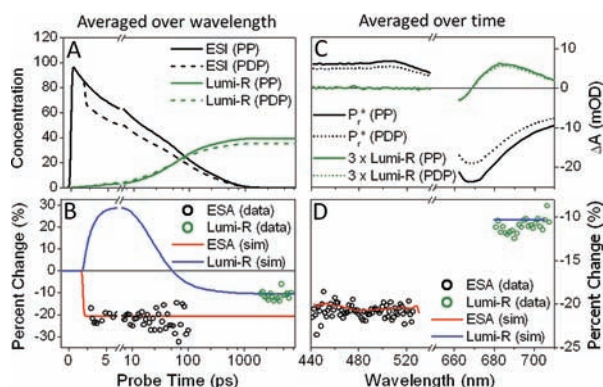 Averaged over wavelength
Averaged over time
A
Concentration
120
100
80
60
40
20
0
ESI (PP)
ESI (PDP)
Lumi-R (PP)
Lumi-R (PDP)
C
Pr* (PP)
Pr* (PDP)
3 x Lumi-R (PP)
3 x Lumi-R (PDP)
10
0
-10
-20
ΔA (mOD)
B
Percent Change (%)
30
20
10
0
-10
-20
-30
ESA (data)
Lumi-R (data)
ESA (sim)
Lumi-R (sim)
0 5 10 100 1000
Probe Time (ps)
D
ESA (data)
Lumi-R (data)
ESA (sim)
Lumi-R (sim)
-10
-15
-20
-25
Percent Change (%)
440 480 520 660 680 700
Wavelength (nm)